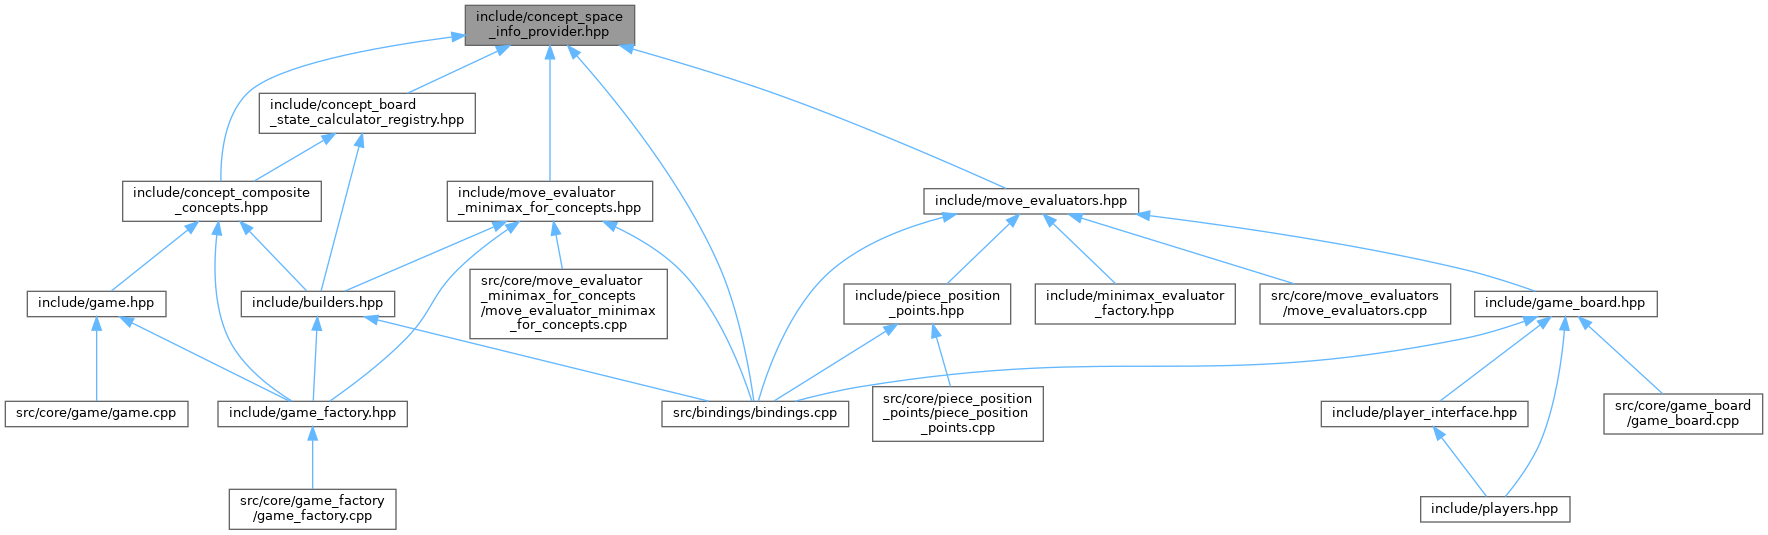 include/concept_space
_info_provider.hpp
include/concept_board
_state_calculator_registry.hpp
include/concept_composite
_concepts.hpp
include/move_evaluator
_minimax_for_concepts.hpp
include/move_evaluators.hpp
include/game.hpp
include/builders.hpp
src/core/move_evaluator
_minimax_for_concepts
/move_evaluator_minimax
_for_concepts.cpp
include/piece_position
_points.hpp
include/minimax_evaluator
_factory.hpp
src/core/move_evaluators
/move_evaluators.cpp
include/game_board.hpp
src/core/game/game.cpp
include/game_factory.hpp
src/bindings/bindings.cpp
src/core/piece_position
_points/piece_position
_points.cpp
include/player_interface.hpp
src/core/game_board
/game_board.cpp
src/core/game_factory
/game_factory.cpp
include/players.hpp